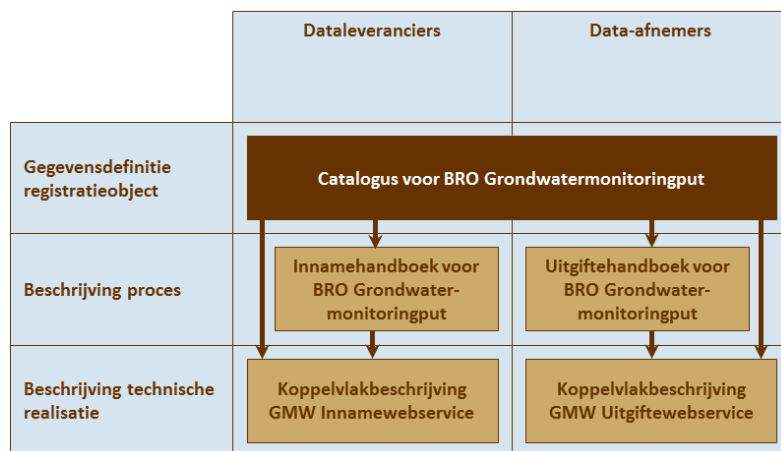 Dataleveranciers
Data-afnemers
Gegevensdefinitie
registratieobject
Catalogus voor BRO Grondwatermonitoringput
Beschrijving proces
Innamehandboek voor
BRO Grondwater-
monitoringput
Uitgiftehandboek voor
BRO Grondwater-
monitoringput
Beschrijving technische
realisatie
Koppelvlakbeschrijving
GMW Innamewebservice
Koppelvlakbeschrijving
GMW Uitgiftewebservice